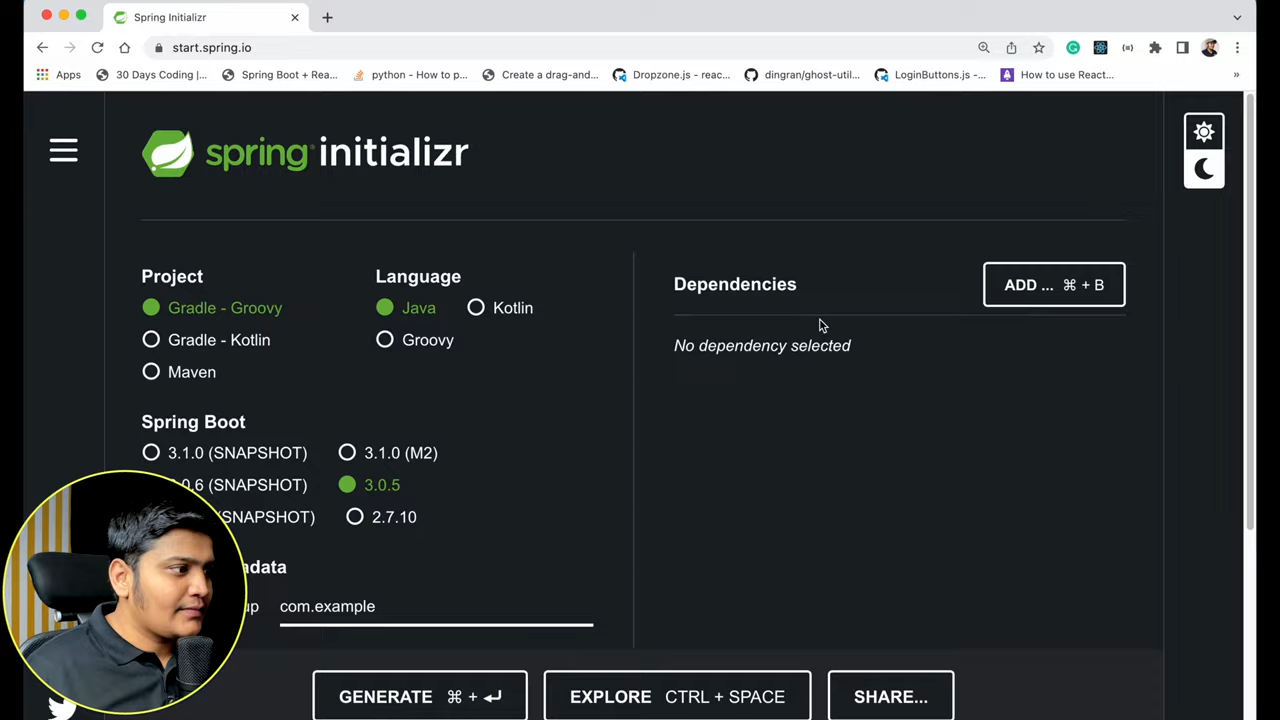 Spring Initializr
start.spring.io
Apps 30 Days Coding |... Spring Boot + Rea... python - How to p... Create a drag-and... Dropzone.js - reac... dingran/ghost-util... LoginButtons.js -... How to use React... »
spring initializr
Project
Gradle - Groovy
Gradle - Kotlin
Maven
Language
Java Kotlin
Groovy
Spring Boot
3.1.0 (SNAPSHOT) 3.1.0 (M2)
.0.6 (SNAPSHOT) 3.0.5
SNAPSHOT) 2.7.10
adata
up com.example
Dependencies
ADD ... ⌘ + B
No dependency selected
GENERATE ⌘ + ↵ EXPLORE CTRL + SPACE SHARE...